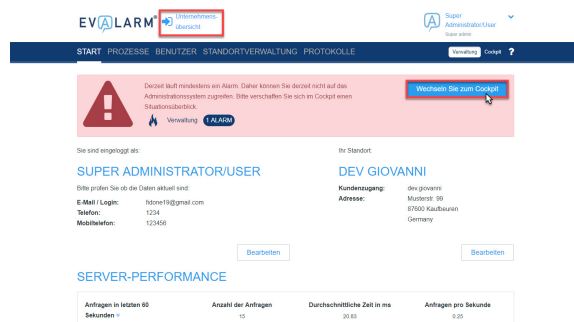 EVALARM®
Unternehmens-
übersicht
Super
Administrator/User
Super admin
START PROZESSE BENUTZER STANDORTVERWALTUNG PROTOKOLLE
Verwaltung Cockpit ?
Derzeit läuft mindestens ein Alarm. Daher können Sie derzeit nicht auf das
Administrationssystem zugreifen. Bitte verschaffen Sie sich im Cockpit einen
Situationsüberblick.
Verwaltung 1 ALARM
Wechseln Sie zum Cockpit
Sie sind eingeloggt als:
SUPER ADMINISTRATOR/USER
Bitte prüfen Sie ob die Daten aktuell sind:
E-Mail / Login: fidone19@gmail.com
Telefon: 1234
Mobiltelefon: 123456
Bearbeiten
Ihr Standort:
DEV GIOVANNI
Kundenzugang: dev.giovanni
Adresse: Musterstr. 99
87600 Kaufbeuren
Germany
Bearbeiten
SERVER-PERFORMANCE
Anfragen in letzten 60
Sekunden
Anzahl der Anfragen
Durchschnittliche Zeit in ms
Anfragen pro Sekunde
15 20.83 0.25